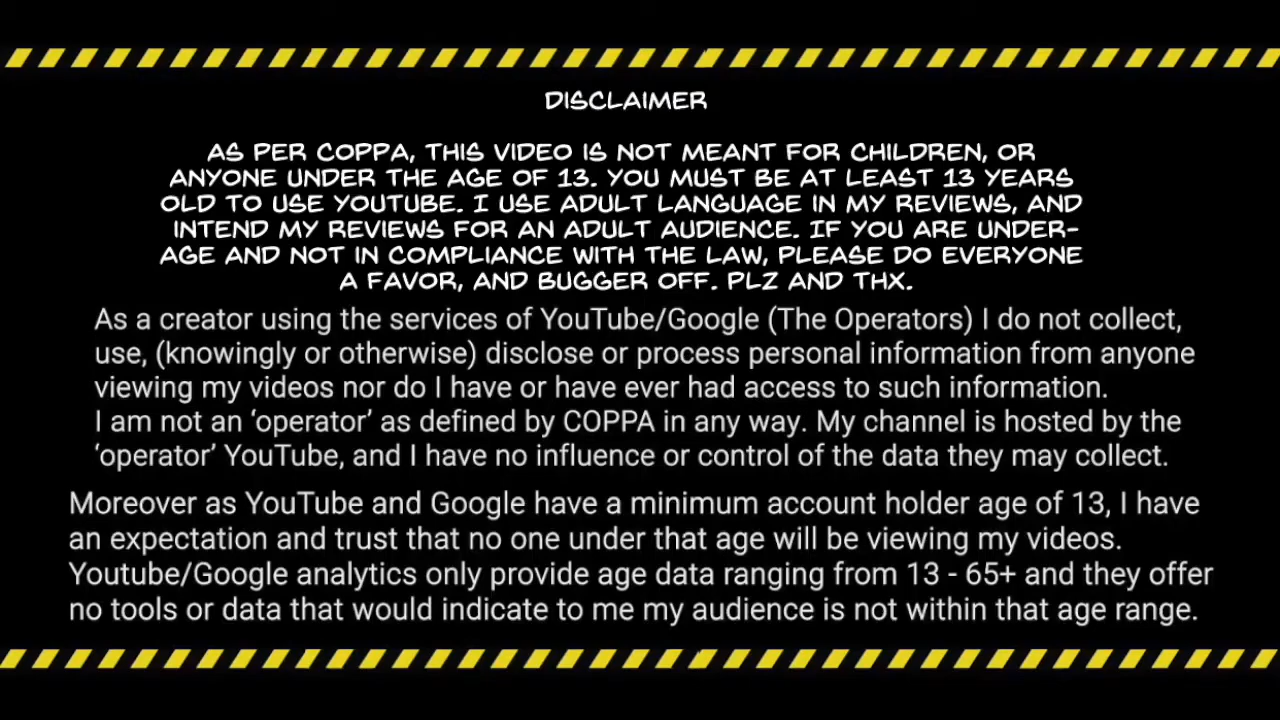 DISCLAIMER
AS PER COPPA, THIS VIDEO IS NOT MEANT FOR CHILDREN, OR
ANYONE UNDER THE AGE OF 13. YOU MUST BE AT LEAST 13 YEARS
OLD TO USE YOUTUBE. I USE ADULT LANGUAGE IN MY REVIEWS, AND
INTEND MY REVIEWS FOR AN ADULT AUDIENCE. IF YOU ARE UNDER-
AGE AND NOT IN COMPLIANCE WITH THE LAW, PLEASE DO EVERYONE
A FAVOR, AND BUGGER OFF. PLZ AND THX.
As a creator using the services of YouTube/Google (The Operators) I do not collect,
use, (knowingly or otherwise) disclose or process personal information from anyone
viewing my videos nor do I have or have ever had access to such information.
I am not an ‘operator’ as defined by COPPA in any way. My channel is hosted by the
‘operator’ YouTube, and I have no influence or control of the data they may collect.
Moreover as YouTube and Google have a minimum account holder age of 13, I have
an expectation and trust that no one under that age will be viewing my videos.
Youtube/Google analytics only provide age data ranging from 13 - 65+ and they offer
no tools or data that would indicate to me my audience is not within that age range.